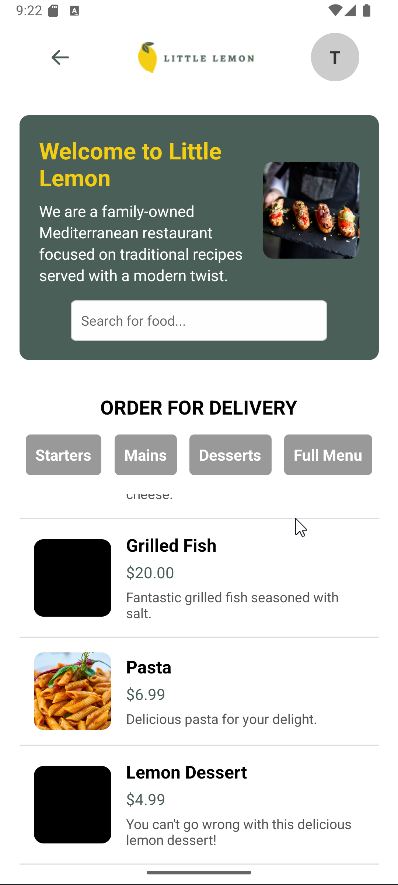 9:22
A
LITTLE LEMON
T
Welcome to Little
Lemon
We are a family-owned
Mediterranean restaurant
focused on traditional recipes
served with a modern twist.
Search for food...
ORDER FOR DELIVERY
Starters
Mains
Desserts
Full Menu
cheese.
Grilled Fish
$20.00
Fantastic grilled fish seasoned with
salt.
Pasta
$6.99
Delicious pasta for your delight.
Lemon Dessert
$4.99
You can't go wrong with this delicious
lemon dessert!